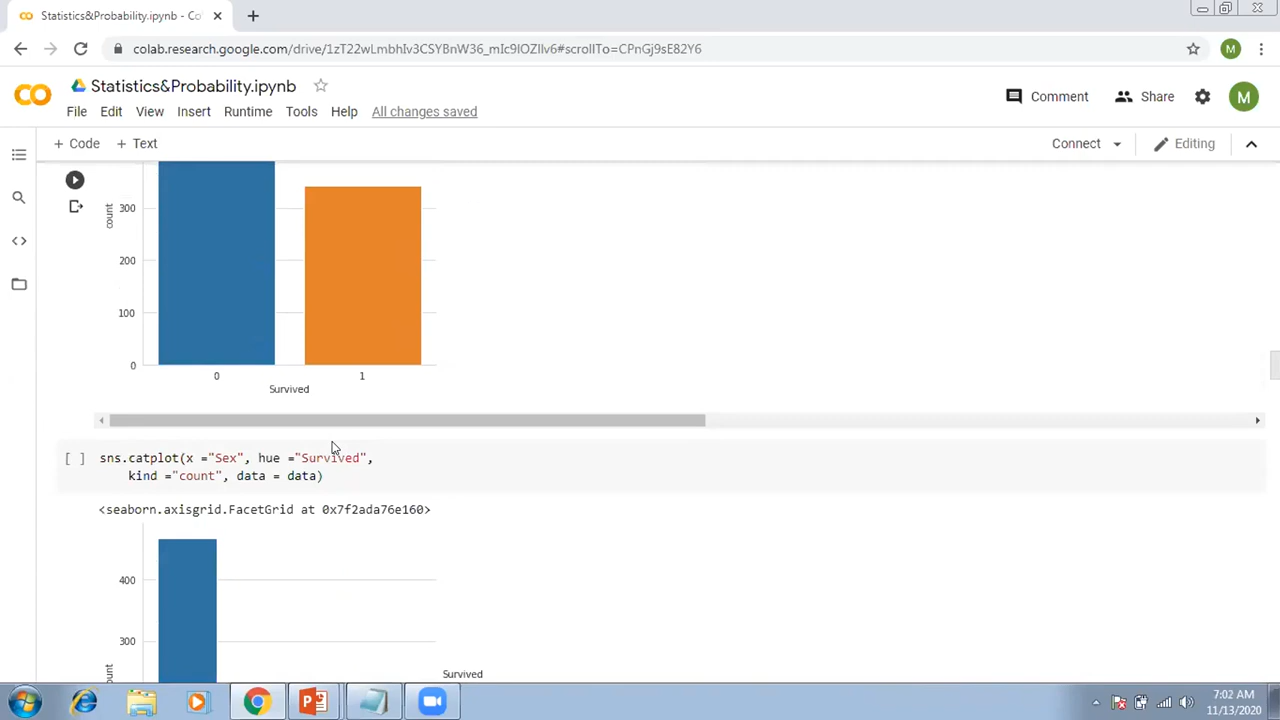 Statistics&Probability.ipynb - Co
colab.research.google.com/drive/1zT22wLmbhIv3CSYBnW36_mIc9lOZIlv6#scrollTo=CPnGj9sE82Y6
M
Statistics&Probability.ipynb
File Edit View Insert Runtime Tools Help All changes saved
Comment Share M
+ Code + Text
Connect Editing
count
300
200
100
0
0 1
Survived
[ ] sns.catplot(x ="Sex", hue ="Survived",
kind ="count", data = data)
<seaborn.axisgrid.FacetGrid at 0x7f2ada76e160>
400
300
Survived
7:02 AM
11/13/2020